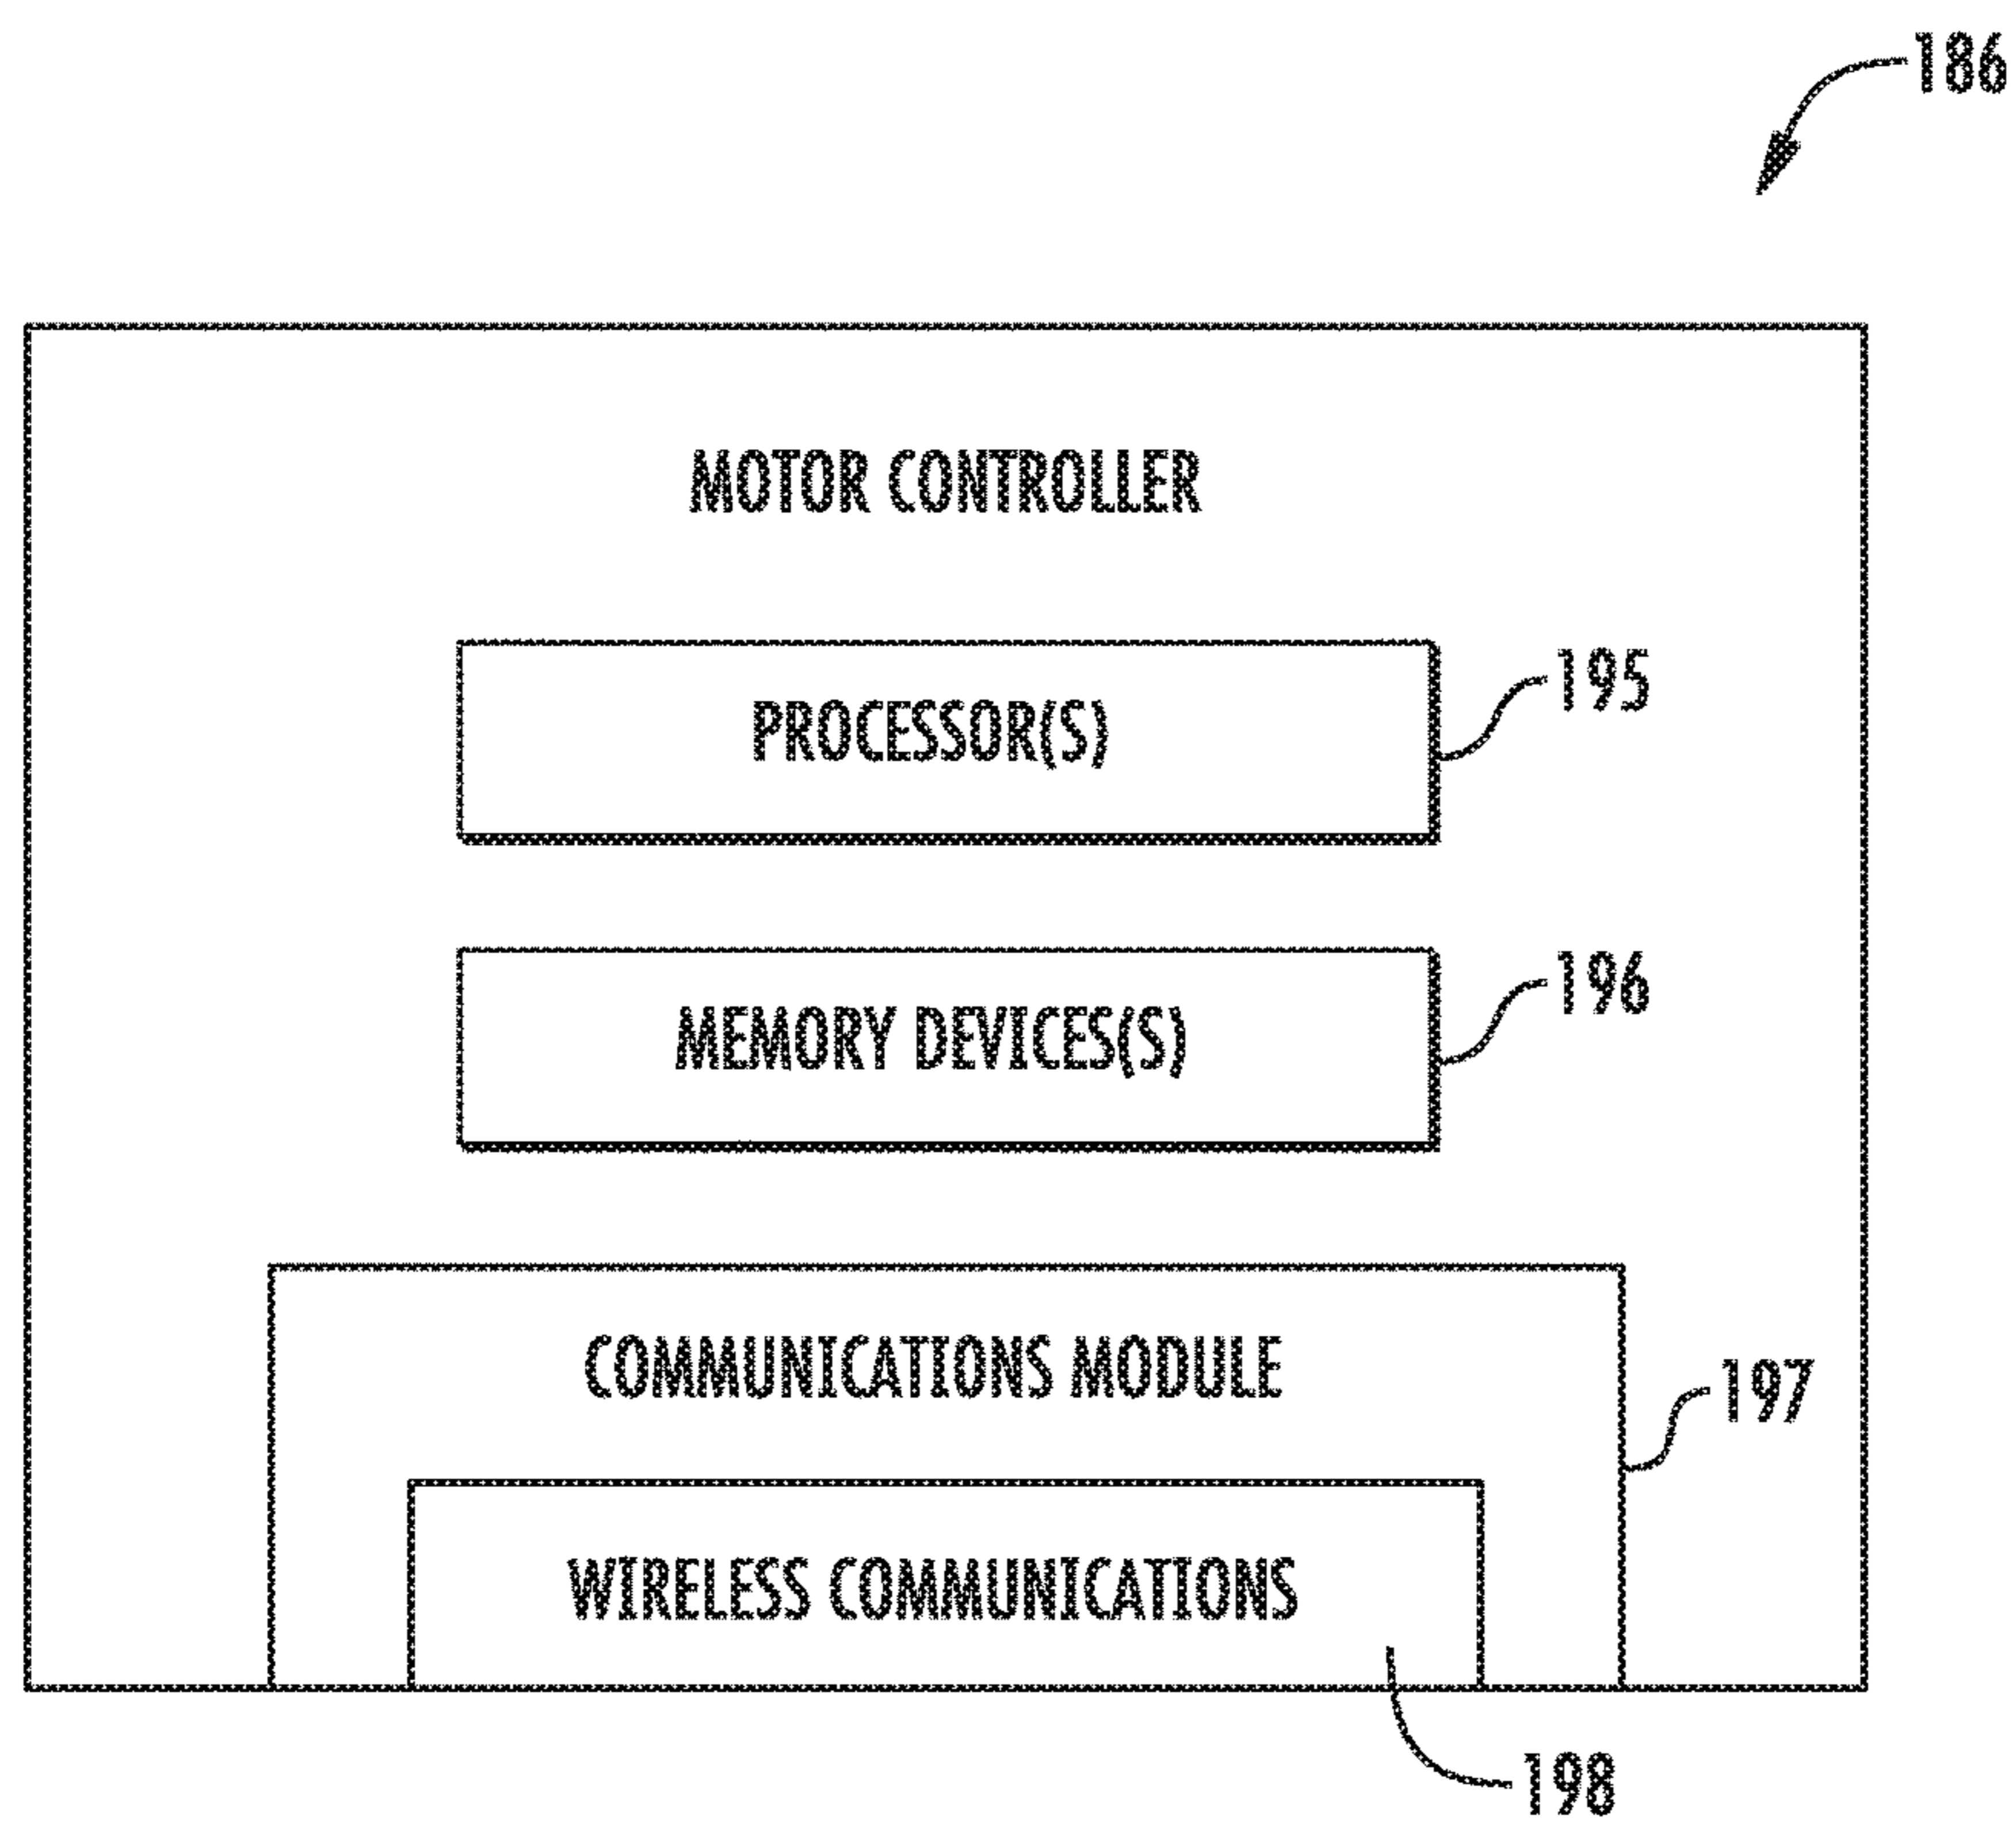 186
MOTOR CONTROLLER
PROCESSOR(S)
195
MEMORY DEVICES(S)
196
COMMUNICATIONS MODULE
197
WIRELESS COMMUNICATIONS
198